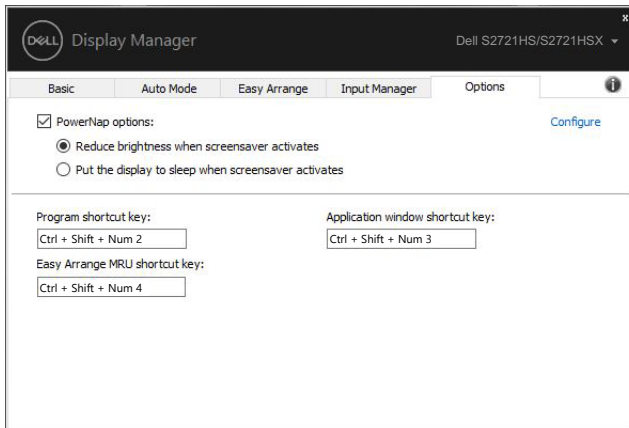 x
DELL Display Manager Dell S2721HS/S2721HSX
Basic Auto Mode Easy Arrange Input Manager Options i
PowerNap options: Configure
Reduce brightness when screensaver activates
Put the display to sleep when screensaver activates
Program shortcut key: Application window shortcut key:
Ctrl + Shift + Num 2 Ctrl + Shift + Num 3
Easy Arrange MRU shortcut key:
Ctrl + Shift + Num 4